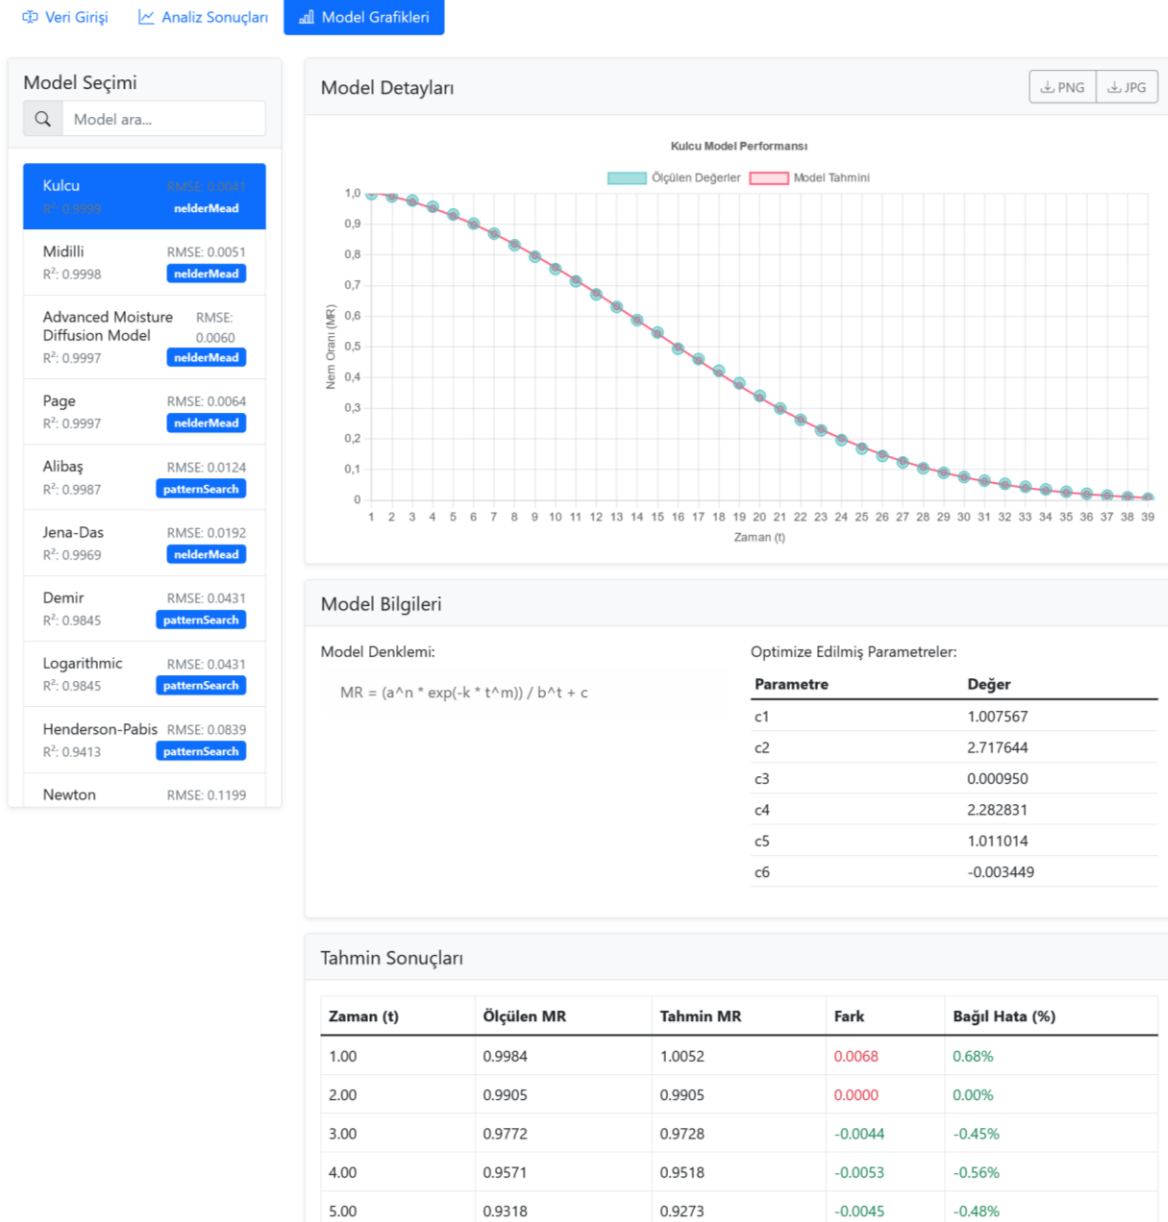 Veri Girişi
Analiz Sonuçları
Model Grafikleri
Model Seçimi
Model ara...
Kulcu RMSE: 0.0041
R²: 0.9999 nelderMead
Midilli RMSE: 0.0051
R²: 0.9998 nelderMead
Advanced Moisture Diffusion Model RMSE: 0.0060
R²: 0.9997 nelderMead
Page RMSE: 0.0064
R²: 0.9997 nelderMead
Alibaş RMSE: 0.0124
R²: 0.9987 patternSearch
Jena-Das RMSE: 0.0192
R²: 0.9969 nelderMead
Demir RMSE: 0.0431
R²: 0.9845 patternSearch
Logarithmic RMSE: 0.0431
R²: 0.9845 patternSearch
Henderson-Pabis RMSE: 0.0839
R²: 0.9413 patternSearch
Newton RMSE: 0.1199
Model Detayları
PNG JPG
Kulcu Model Performansı
Ölçülen Değerler Model Tahmini
Nem Oranı (MR)
1,0
0,9
0,8
0,7
0,6
0,5
0,4
0,3
0,2
0,1
0
1 2 3 4 5 6 7 8 9 10 11 12 13 14 15 16 17 18 19 20 21 22 23 24 25 26 27 28 29 30 31 32 33 34 35 36 37 38 39
Zaman (t)
Model Bilgileri
Model Denklemi:
MR = (a^n * exp(-k * t^m)) / b^t + c
Optimize Edilmiş Parametreler:
Parametre Değer
c1 1.007567
c2 2.717644
c3 0.000950
c4 2.282831
c5 1.011014
c6 -0.003449
Tahmin Sonuçları
Zaman (t) Ölçülen MR Tahmin MR Fark Bağıl Hata (%)
1.00 0.9984 1.0052 0.0068 0.68%
2.00 0.9905 0.9905 0.0000 0.00%
3.00 0.9772 0.9728 -0.0044 -0.45%
4.00 0.9571 0.9518 -0.0053 -0.56%
5.00 0.9318 0.9273 -0.0045 -0.48%